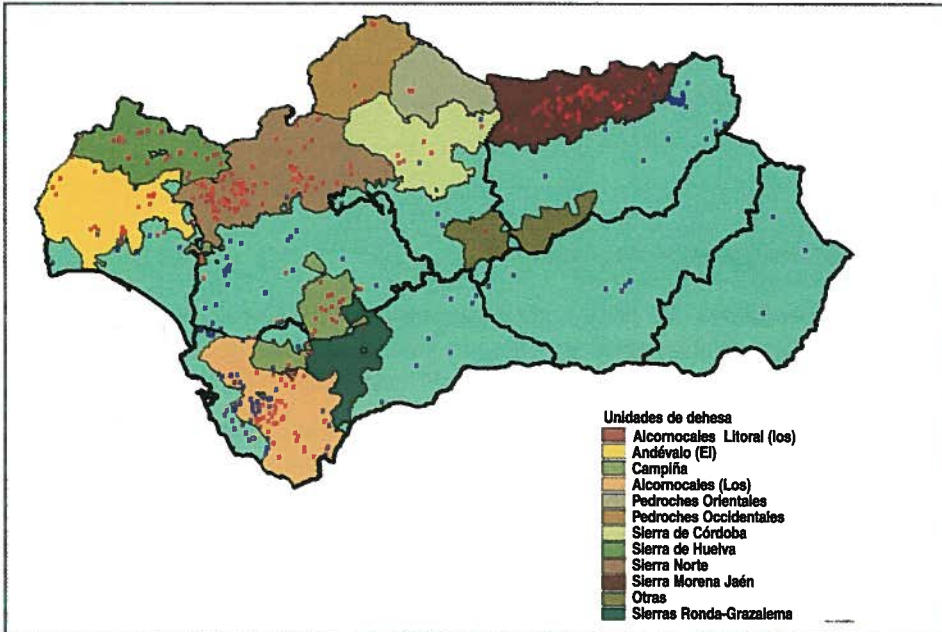 Unidades de dehesa
Alcornocales Litoral (los)
Andévalo (El)
Campiña
Alcornocales (Los)
Pedroches Orientales
Pedroches Occidentales
Sierra de Córdoba
Sierra de Huelva
Sierra Norte
Sierra Morena Jaén
Otras
Sierras Ronda-Grazalema